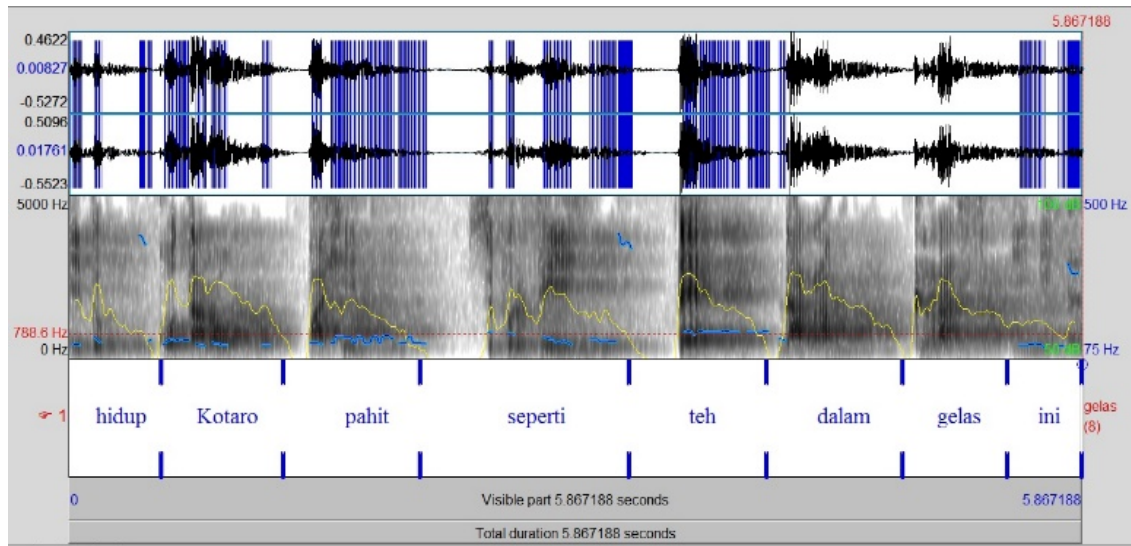 5.867188
0.4622
0.00827
-0.5272
0.5096
0.01761
-0.5523
5000 Hz
500 Hz
788.6 Hz
0 Hz
75 Hz
1 hidup Kotaro pahit seperti teh dalam gelas ini
gelas
(8)
0 Visible part 5.867188 seconds 5.867188
Total duration 5.867188 seconds